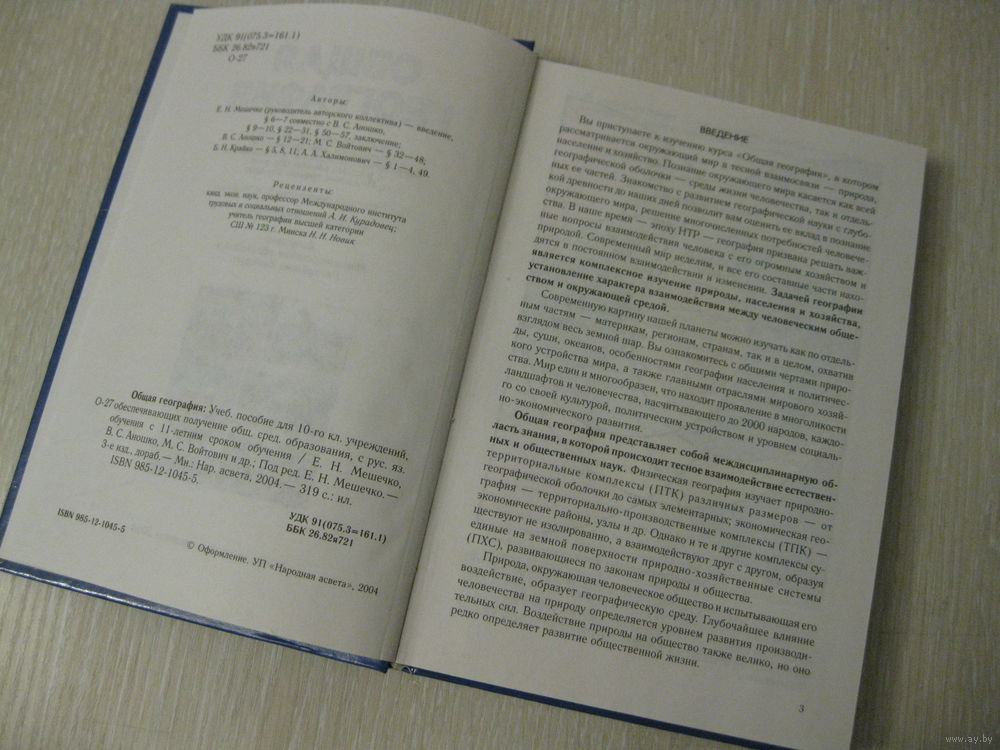 УДК 91(075.3=161.1)
ББК 26.82я721
О-27
Авторы:
Е. Н. Мешечко (руководитель авторского коллектива) — введение,
§ 6—7 совместно с В. С. Аношко,
§ 9—10, § 22—31, § 50—57, заключение;
В. С. Аношко — § 12—21; М. С. Войтович — § 32—48;
Б. Н. Крайко — § 5, 8, 11; А. А. Халимонович — § 1—4, 49.
Рецензенты:
канд. экон. наук, профессор Международного института
трудовых и социальных отношений А. И. Курадовец;
учитель географии высшей категории
СШ № 123 г. Минска Н. Н. Новик
Общая география: Учеб. пособие для 10-го кл. учреждений,
О-27 обеспечивающих получение общ. сред. образования, с рус. яз.
обучения с 11-летним сроком обучения / Е. Н. Мешечко,
В. С. Аношко, М. С. Войтович и др.; Под ред. Е. Н. Мешечко. —
3-е изд., дораб.— Мн.: Нар. асвета, 2004.— 319 с.: ил.
ISBN 985-12-1045-5.
УДК 91(075.3=161.1)
ББК 26.82я721
ISBN 985-12-1045-5
© Оформление. УП «Народная асвета», 2004
ВВЕДЕНИЕ
Вы приступаете к изучению курса «Общая география», в котором
рассматривается окружающий мир в тесной взаимосвязи — природа,
население и хозяйство. Познание окружающего мира касается как всей
географической оболочки — среды жизни человечества, так и отдель-
ных ее частей. Знакомство с развитием географической науки с глубо-
кой древности до наших дней позволит вам оценить ее вклад в познание
окружающего мира, решение многочисленных потребностей человече-
ства. В наше время — эпоху НТР — география призвана решать важ-
ные вопросы взаимодействия человека с его огромным хозяйством и
природой. Современный мир неделим, и все его составные части нахо-
дятся в постоянном взаимодействии и изменении. Задачей географии
является комплексное изучение природы, населения и хозяйства,
установление характера взаимодействия между человеческим обще-
ством и окружающей средой.
Современную картину нашей планеты можно изучать как по отдель-
ным частям — материкам, регионам, странам, так и в целом, охватив
взглядом весь земной шар. Вы ознакомитесь с общими чертами приро-
ды, суши, океанов, особенностями географии населения и политичес-
кого устройства мира, а также главными отраслями мирового хозяй-
ства. Мир един и многообразен, что находит проявление в многоликости
ландшафтов и человечества, насчитывающего до 2000 народов, каждо-
го со своей культурой, политическим устройством и уровнем социаль-
но-экономического развития.
Общая география представляет собой междисциплинарную об-
ласть знания, в которой происходит тесное взаимодействие естествен-
ных и общественных наук. Физическая география изучает природно-
территориальные комплексы (ПТК) различных размеров — от
географической оболочки до самых элементарных; экономическая гео-
графия — территориально-производственные комплексы (ТПК) —
экономические районы, узлы и др. Однако и те и другие комплексы су-
ществуют не изолированно, а взаимодействуют друг с другом, образуя
единые на земной поверхности природно-хозяйственные системы
(ПХС), развивающиеся по законам природы и общества.
Природа, окружающая человеческое общество и испытывающая его
воздействие, образует географическую среду. Глубочайшее влияние
человечества на природу определяется уровнем развития производи-
тельных сил. Воздействие природы на общество также велико, но оно
редко определяет развитие общественной жизни.
3
www.ay.by